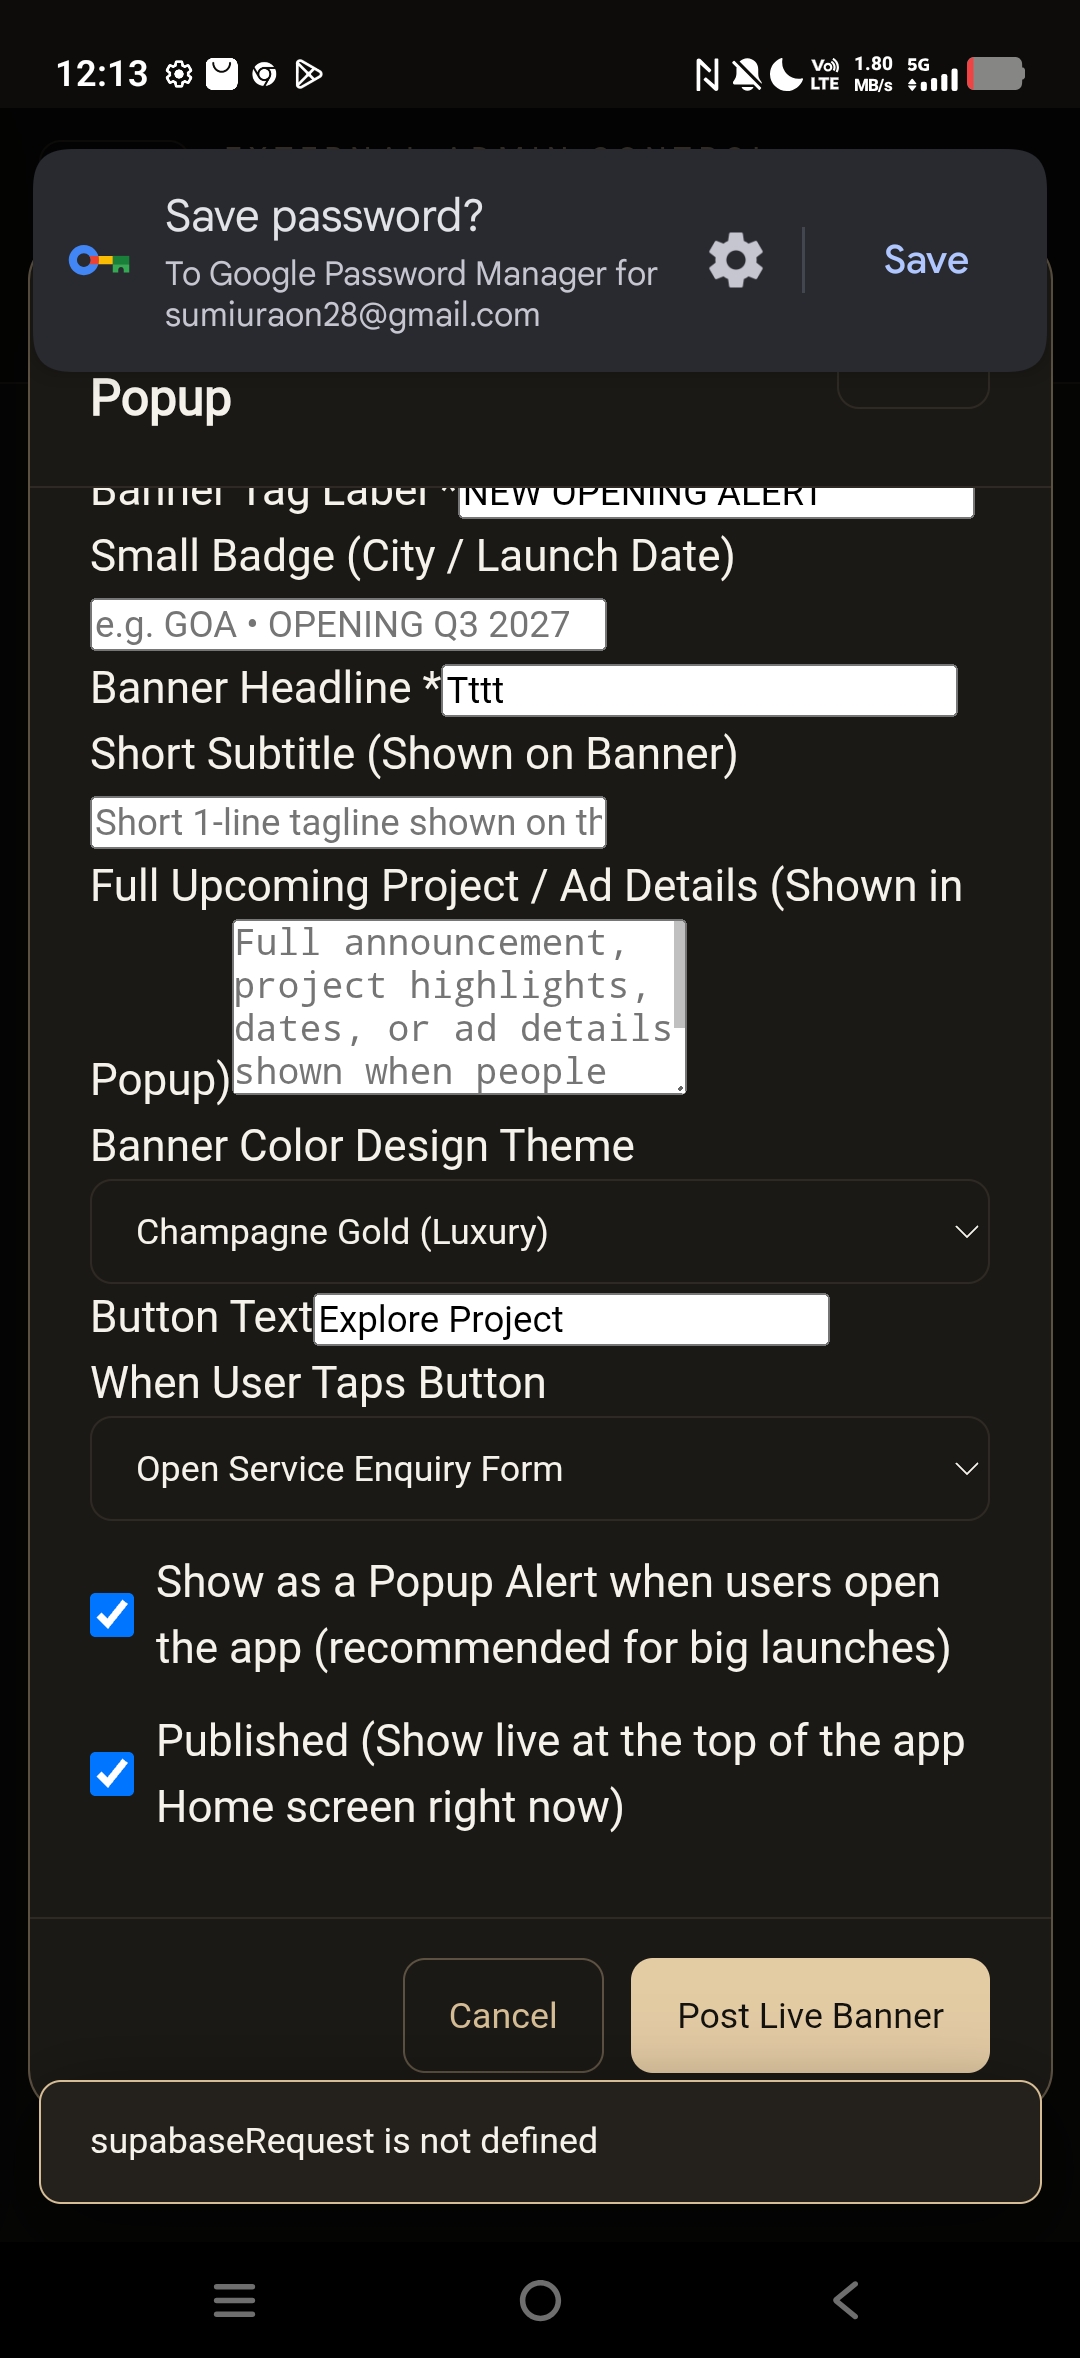 12:13
Vo)) LTE
1.80 MB/s
5G
Save password?
Save
To Google Password Manager for
sumiuraon28@gmail.com
Popup
Banner Tag Label *
NEW OPENING ALERT
Small Badge (City / Launch Date)
e.g. GOA • OPENING Q3 2027
Banner Headline *
Tttt
Short Subtitle (Shown on Banner)
Short 1-line tagline shown on th
Full Upcoming Project / Ad Details (Shown in
Full announcement,
project highlights,
dates, or ad details
shown when people
Popup)
Banner Color Design Theme
Champagne Gold (Luxury)
Button Text
Explore Project
When User Taps Button
Open Service Enquiry Form
Show as a Popup Alert when users open
the app (recommended for big launches)
Published (Show live at the top of the app
Home screen right now)
Cancel
Post Live Banner
supabaseRequest is not defined